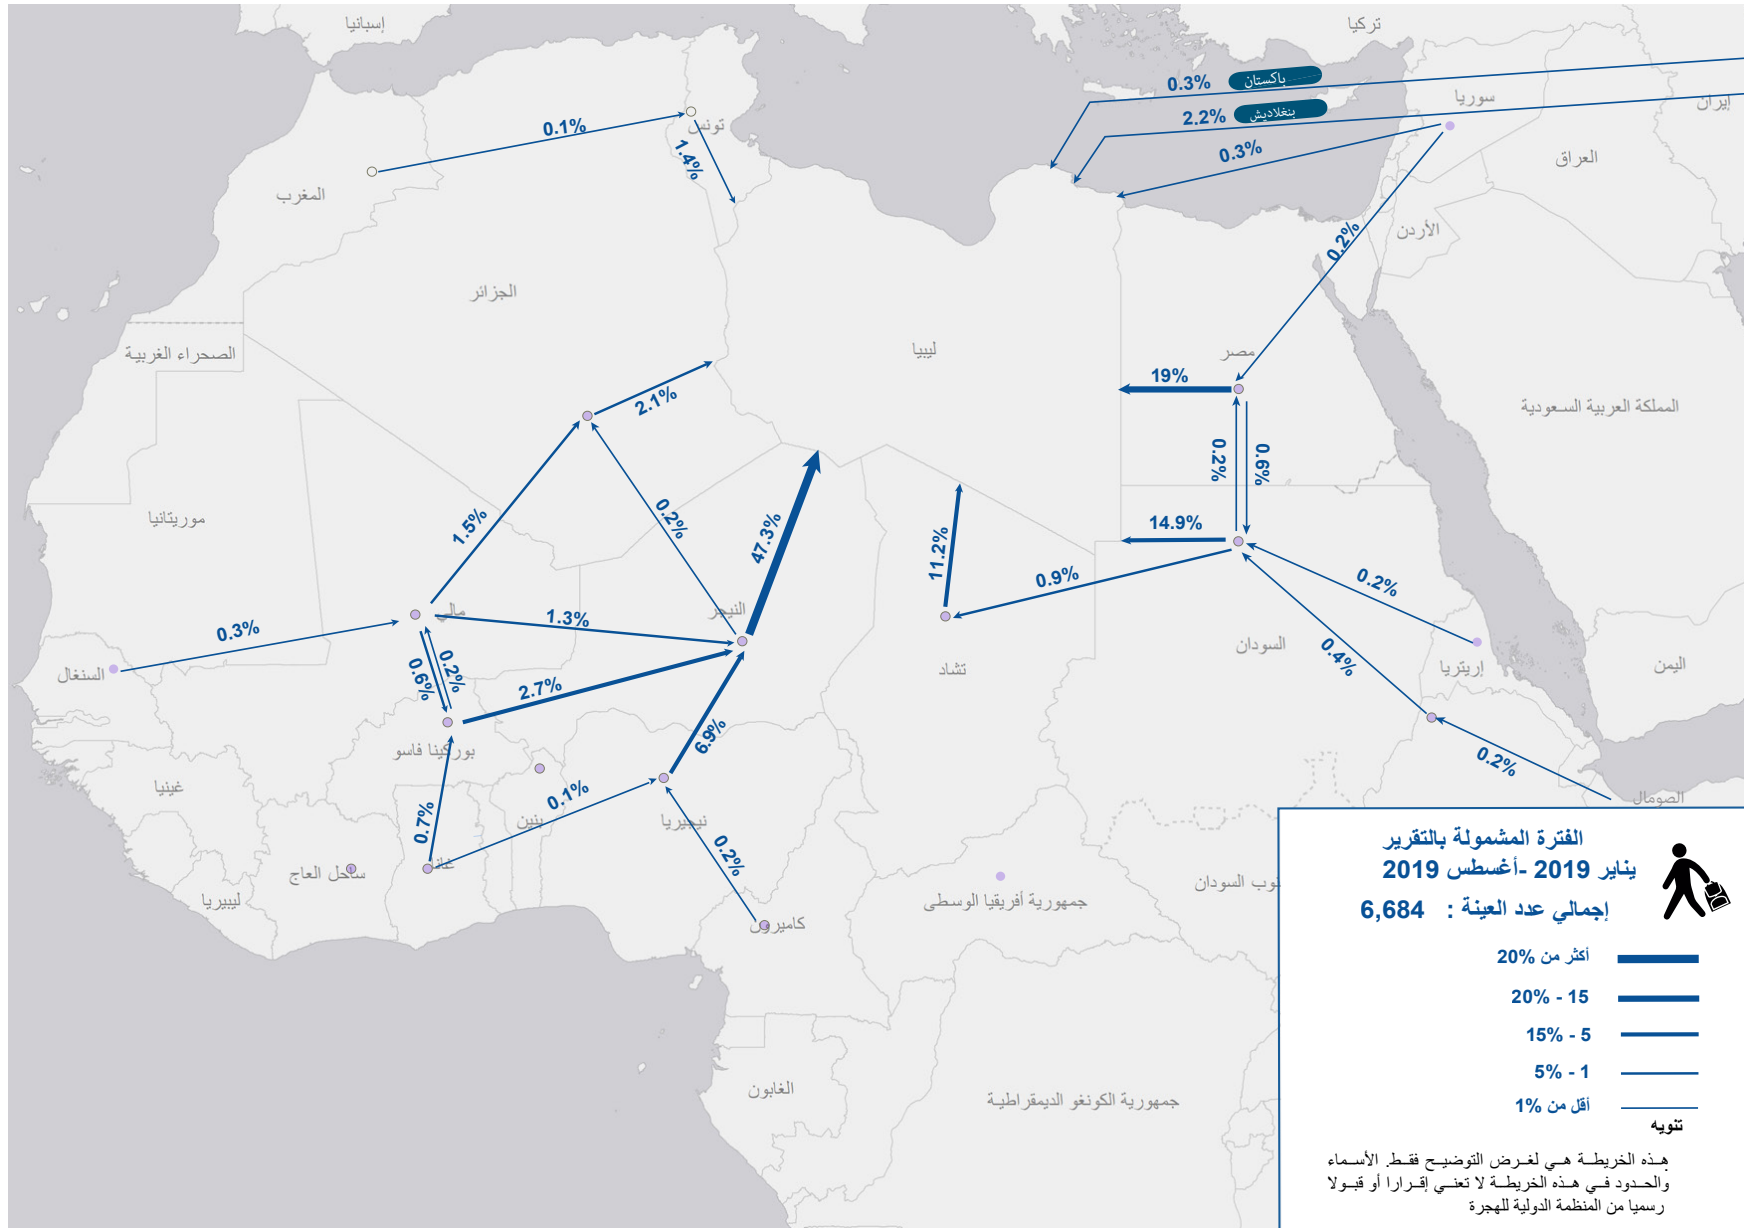 إسبانيا
تركيا
باكستان
0.3%
سوريا
إيران
بنغلاديش
2.2%
تونس
0.1%
1.4%
0.3%
العراق
المغرب
الأردن
0.2%
الجزائر
الصحراء الغربية
ليبيا
مصر
19%
2.1%
المملكة العربية السعودية
0.2%
0.6%
موريتانيا
1.5%
0.2%
47.3%
14.9%
11.2%
0.9%
0.2%
مالي
النيجر
1.3%
0.3%
السنغال
0.6%
0.2%
2.7%
تشاد
السودان
0.4%
إريتريا
اليمن
بوركينا فاسو
6.9%
0.2%
غينيا
0.1%
الصومال
0.7%
بنين
نيجيريا
0.2%
غانا
ساحل العاج
ليبيريا
جمهورية أفريقيا الوسطى
نوب السودان
كاميرون
الغابون
جمهورية الكونغو الديمقراطية
الفترة المشمولة بالتقرير
يناير 2019 -أغسطس 2019
إجمالي عدد العينة : 6,684
أكثر من 20%
15 - 20%
5 - 15%
1 - 5%
أقل من 1%
تنويه
هذه الخريطة هي لغرض التوضيح فقط. الأسماء
والحدود في هذه الخريطة لا تعني إقرارا أو قبولا
رسميا من المنظمة الدولية للهجرة